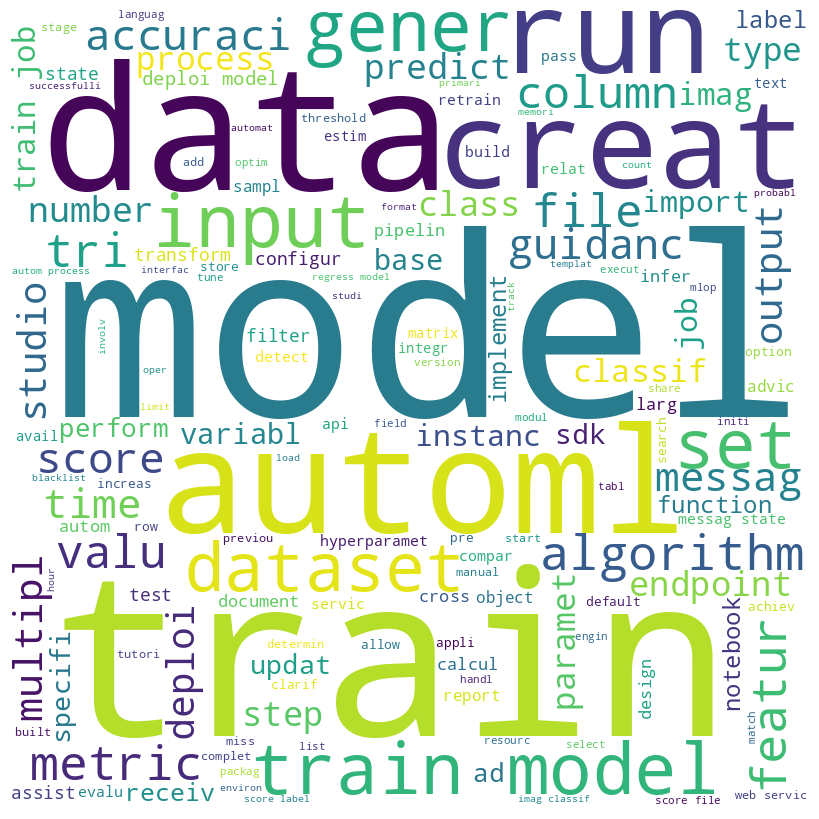 languag
stage
accuraci
gener
run
label
process
state
deploi model
successfulli
train job
predict
pass
type
primari
column
imag
text
retrain
memori
data
creat
automat
threshold
estim
add
optim
build
relat
count
sampl
number
input
format
class
file
import
probabl
tri
transform
configur
pipelin
base
guidanc
output
autom process
interfac
store
tune
regress model
templat
execut
infer
mlop
studi
studio
model
track
involv
filter
matrix
integr
version
detect
implement
job
option
oper
classif
share
advic
limit
larg
avail
perform
variabl
api
field
instanc
modul
sdk
initi
search
set
score
load
blacklist
increas
automl
tabl
messag
time
autom
row
function
messag state
previou
hyperparamet
pre
start
valu
dataset
compar
algorithm
manual
hour
endpoint
multipl
test
document
servic
cross
object
paramet
default
achiev
train
specifi
deploi
tutori
determin
allow
appli
engin
notebook
featur
clarif
updat
calcul
handl
report
design
step
built
miss
list
resourc
select
match
metric
complet
packag
train model
ad
assist
evalu
receiv
environ
score label
imag classif
score file
web servic